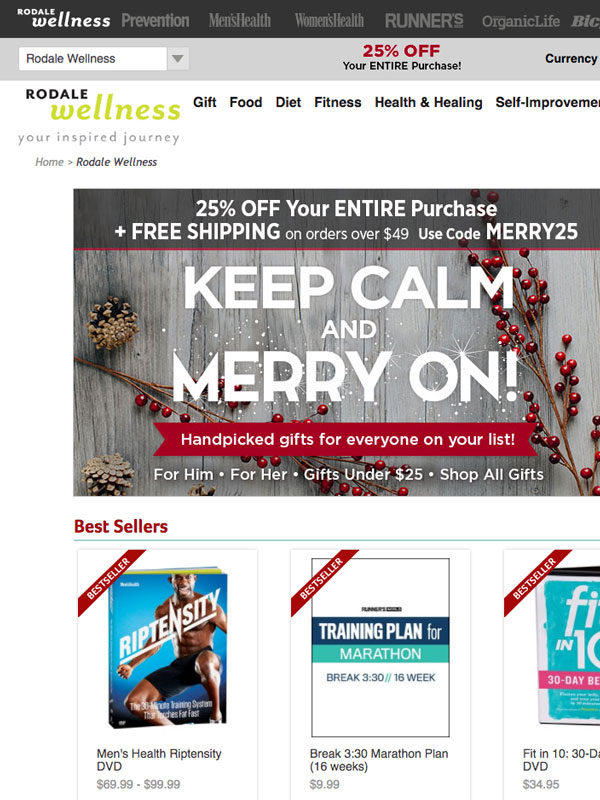 RODALE
wellness
Prevention
Men'sHealth
Women'sHealth
RUNNER'S
OrganicLife
Rodale Wellness
25% OFF
Your ENTIRE Purchase!
Currency
RODALE
wellness
your inspired journey
Gift Food Diet Fitness Health & Healing Self-Improvemen
Home > Rodale Wellness
25% OFF Your ENTIRE Purchase
+ FREE SHIPPING on orders over $49 Use Code MERRY25
KEEP CALM
AND
MERRY ON!
Handpicked gifts for everyone on your list!
For Him • For Her • Gifts Under $25 • Shop All Gifts
Best Sellers
BESTSELLER
Men'sHealth
RIPTENSITY
The 30-Minute Training System
That Torches Fat Fast
Men's Health Riptensity
DVD
$69.99 - $99.99
BESTSELLER
RUNNER'S WORLD
TRAINING PLAN for
MARATHON
BREAK 3:30// 16 WEEK
Break 3:30 Marathon Plan
(16 weeks)
$9.99
BESTSELLER
fit
IN 10
30-DAY BE
Fit in 10: 30-Da
DVD
$34.95